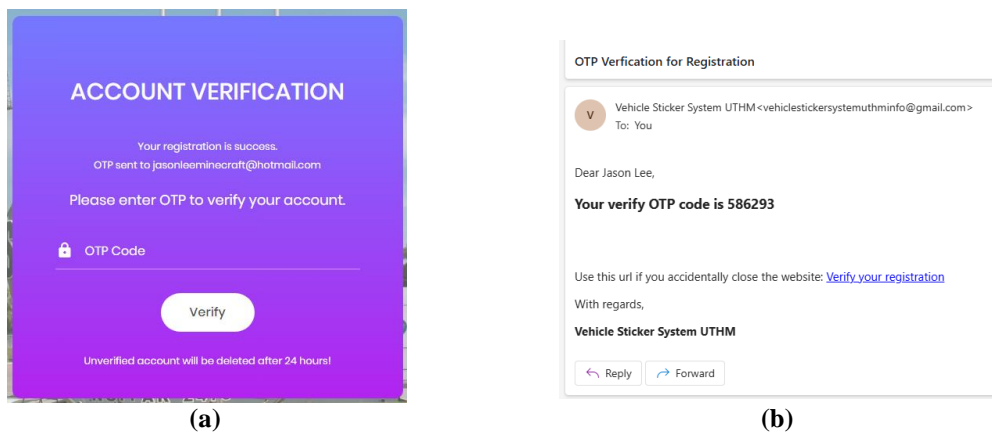 ACCOUNT VERIFICATION
Your registration is success.
OTP sent to jasonleeminecraft@hotmail.com
Please enter OTP to verify your account.
OTP Code
Verify
Unverified account will be deleted after 24 hours!
(a)
OTP Verfication for Registration
V
Vehicle Sticker System UTHM<vehiclestickersystemuthminfo@gmail.com>
To: You
Dear Jason Lee,
Your verify OTP code is 586293
Use this url if you accidentally close the website: Verify your registration
With regards,
Vehicle Sticker System UTHM
Reply
Forward
(b)